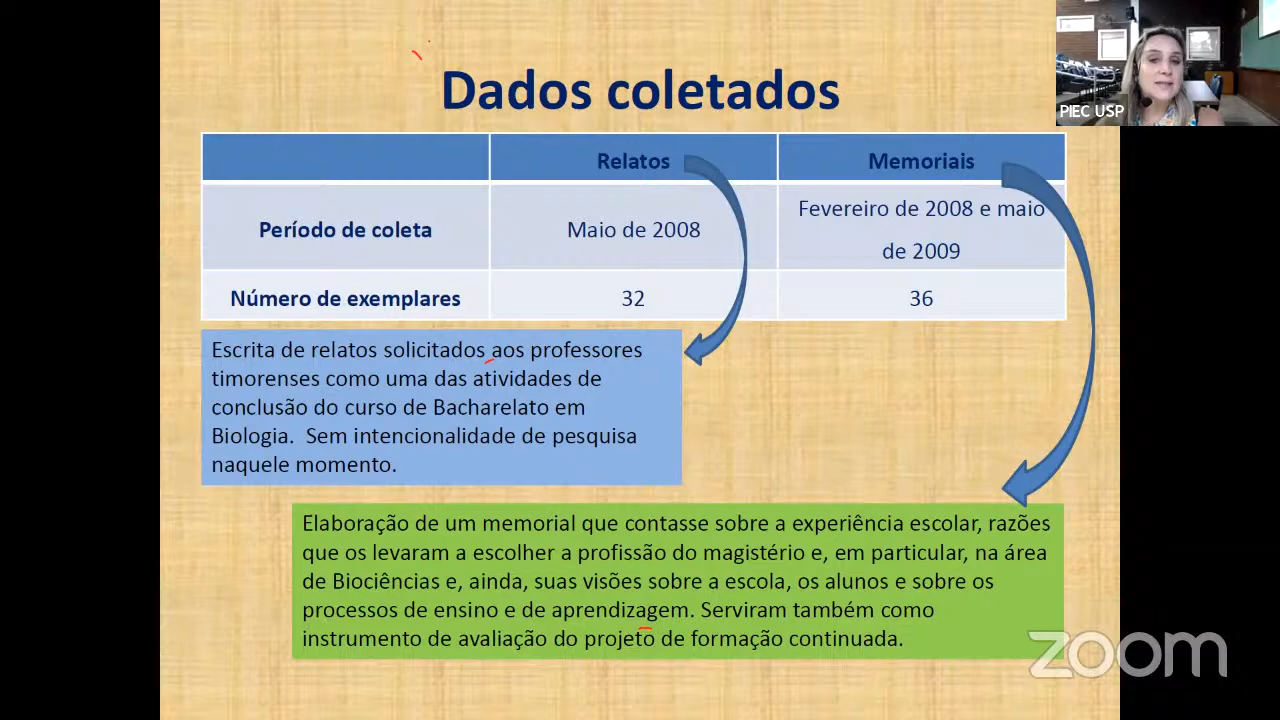 Dados coletados
PIEC USP
Relatos Memoriais
Período de coleta Maio de 2008 Fevereiro de 2008 e maio
de 2009
Número de exemplares 32 36
Escrita de relatos solicitados aos professores
timorenses como uma das atividades de
conclusão do curso de Bacharelato em
Biologia. Sem intencionalidade de pesquisa
naquele momento.
Elaboração de um memorial que contasse sobre a experiência escolar, razões
que os levaram a escolher a profissão do magistério e, em particular, na área
de Biociências e, ainda, suas visões sobre a escola, os alunos e sobre os
processos de ensino e de aprendizagem. Serviram também como
instrumento de avaliação do projeto de formação continuada.
zoom